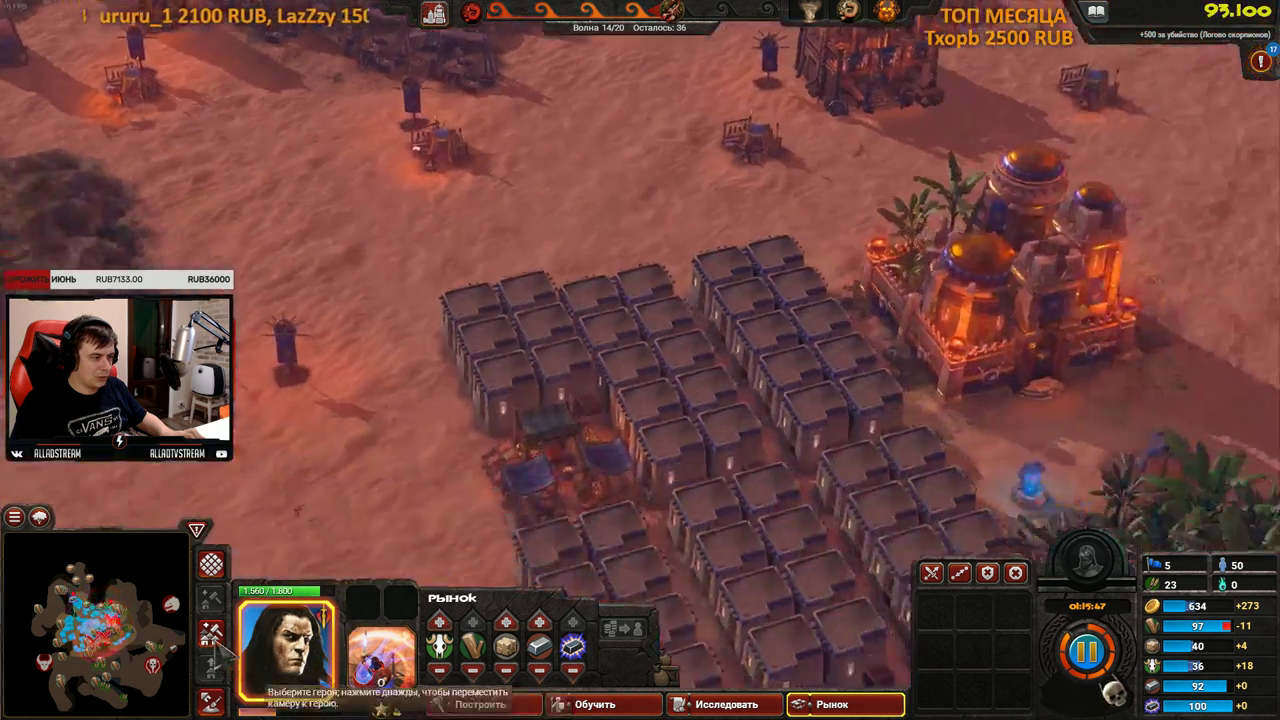 ururu_1 2100 RUB, LazZzy 150
Волна 14/20 Осталось: 36
ТОП МЕСЯЦА
Txopb 2500 RUB
93.100
+500 за убийство (Логово скорпионов)
17
ИЮНЬ RUB7133.00 RUB36000
VANS
ALLADSTREAM ALLADTVSTREAM
1.560 / 1.800
Рынок
Выберите героя; нажмите дважды, чтобы переместить
камеру к герою.
Построить
Обучить
Исследовать
Рынок
01:15:47
5 50
23 0
634 +273
97 -11
40 +4
36 +18
92 +0
100 +0